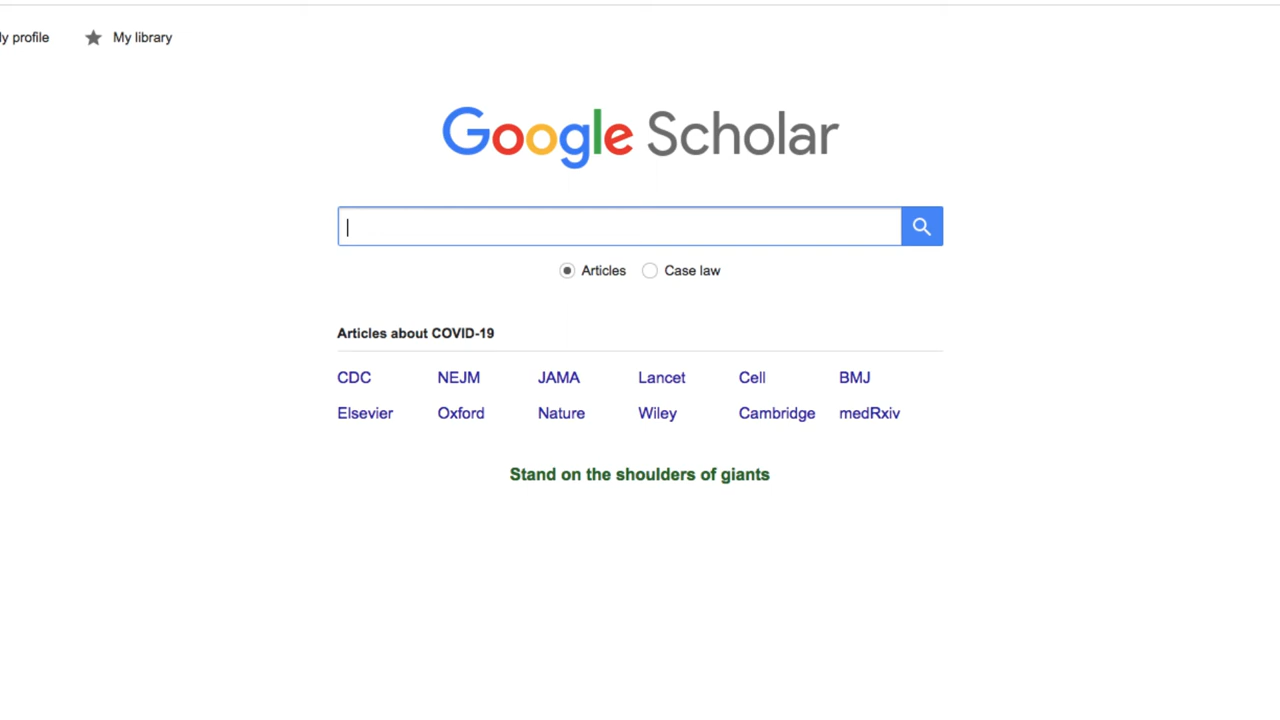 My profile My library
Google Scholar
Articles Case law
Articles about COVID-19
CDC NEJM JAMA Lancet Cell BMJ
Elsevier Oxford Nature Wiley Cambridge medRxiv
Stand on the shoulders of giants